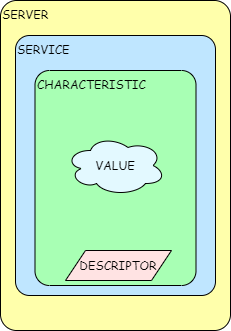 SERVER
SERVICE
CHARACTERISTIC
VALUE
DESCRIPTOR